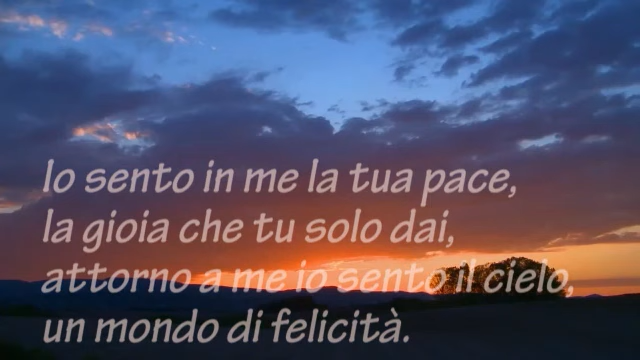 Io sento in me la tua pace,
la gioia che tu solo dai,
attorno a me io sento il cielo,
un mondo di felicità.